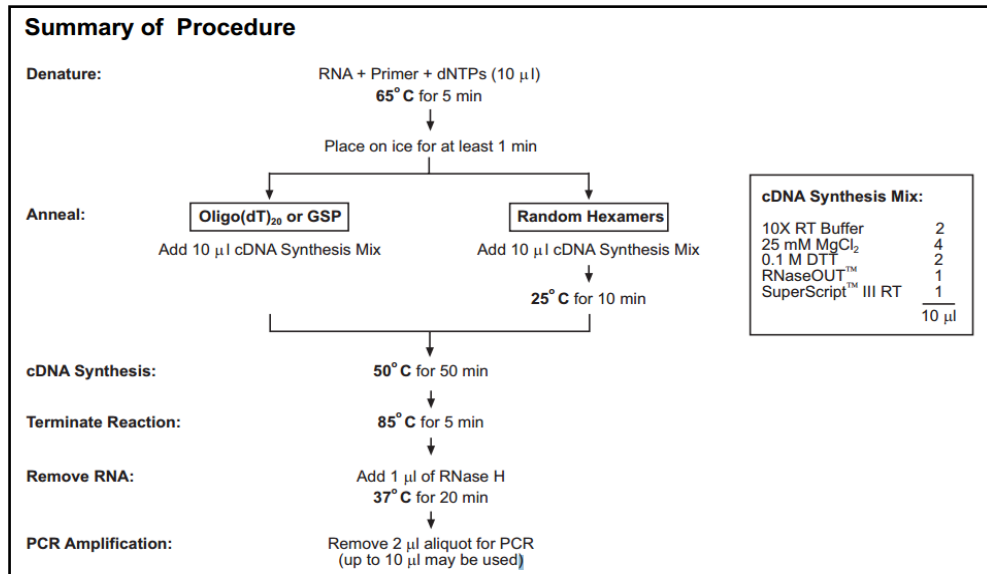 Summary of Procedure
Denature: RNA + Primer + dNTPs (10 µl)
65° C for 5 min
Place on ice for at least 1 min
Anneal: Oligo(dT)₂₀ or GSP Random Hexamers
Add 10 µl cDNA Synthesis Mix Add 10 µl cDNA Synthesis Mix
25° C for 10 min
cDNA Synthesis Mix:
10X RT Buffer 2
25 mM MgCl₂ 4
0.1 M DTT 2
RNaseOUT™ 1
SuperScript™ III RT 1
10 µl
cDNA Synthesis: 50° C for 50 min
Terminate Reaction: 85° C for 5 min
Remove RNA: Add 1 µl of RNase H
37° C for 20 min
PCR Amplification: Remove 2 µl aliquot for PCR
(up to 10 µl may be used)